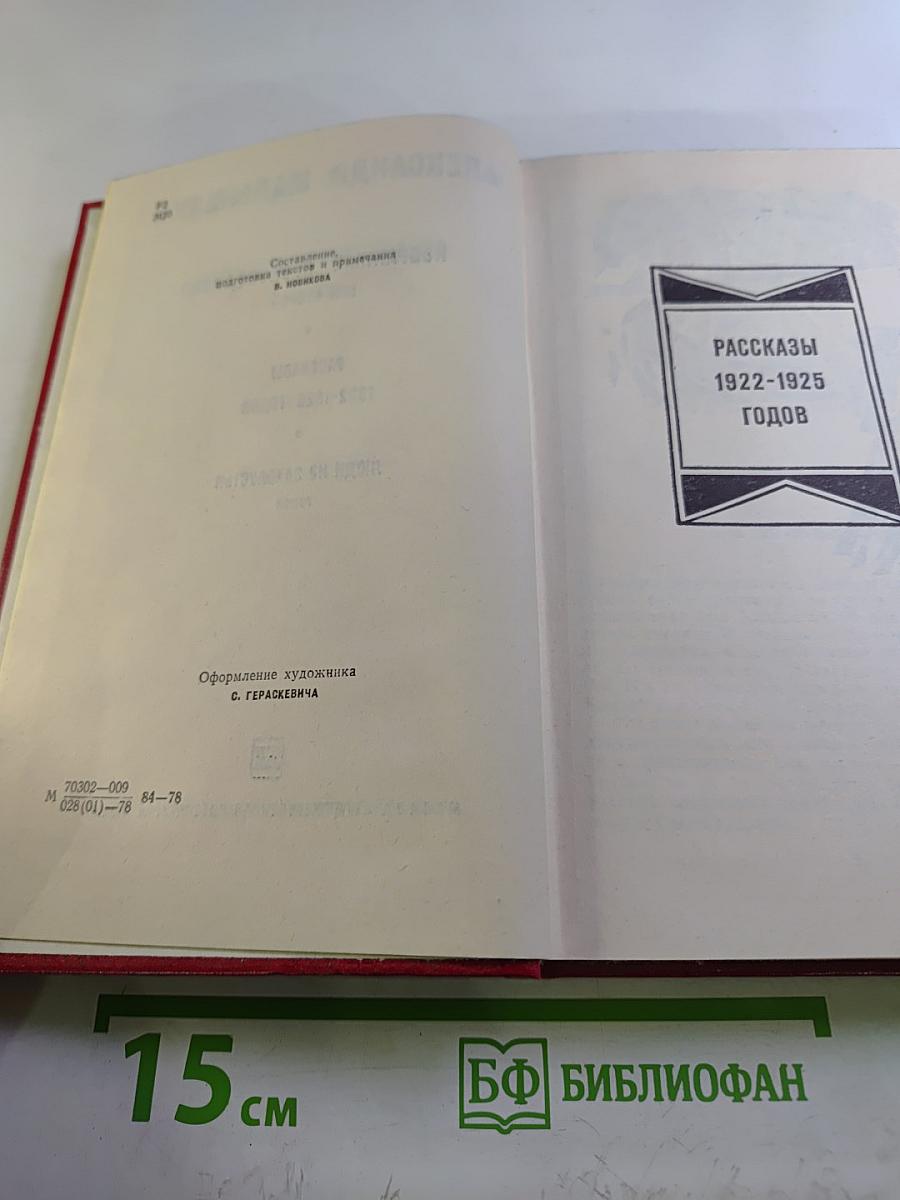 Р2
М20
Составление,
подготовка текстов и примечания
В. НОВИКОВА
Оформление художника
С. ГЕРАСКЕВИЧА
М 70302—009
028(01)—78 84—78
РАССКАЗЫ
1922-1925
ГОДОВ
15 см
БФ БИБЛИОФАН